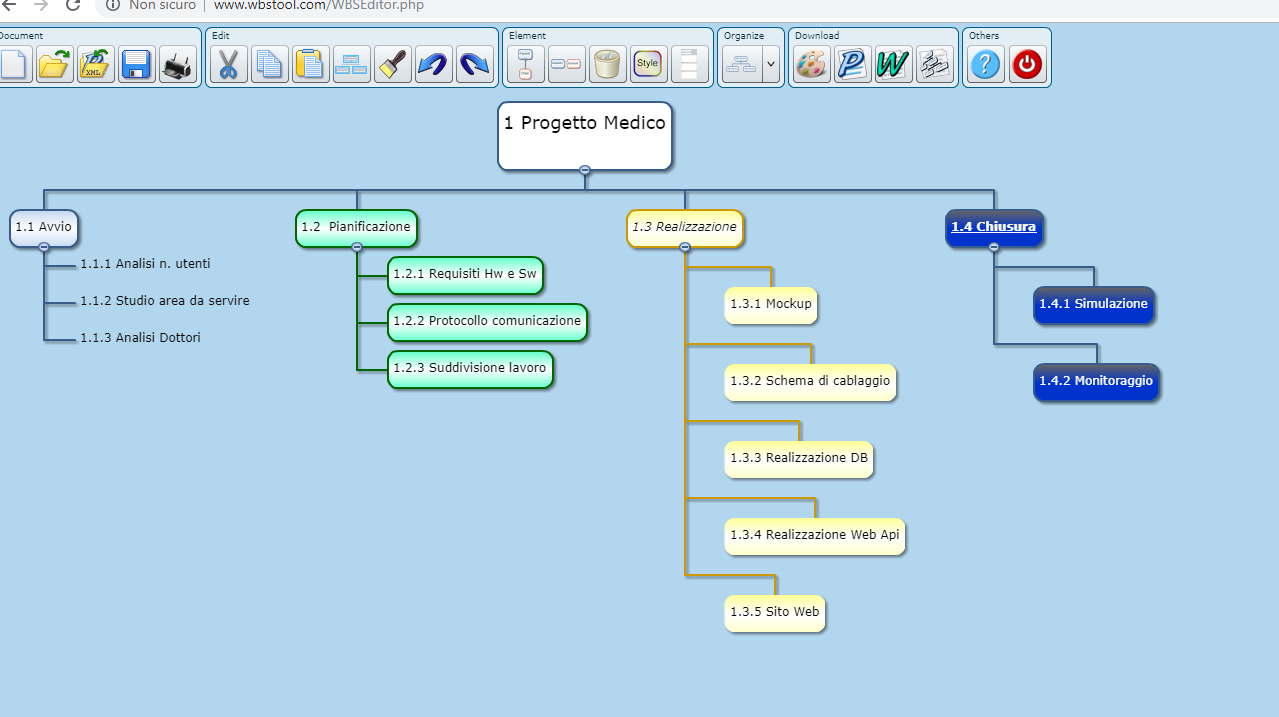 Non sicuro
www.wbstool.com/WBSEditor.php
Document
Edit
Element
Organize
Download
Others
XML
Style
P
W
?
1 Progetto Medico
1.1 Avvio
1.2 Pianificazione
1.3 Realizzazione
1.4 Chiusura
1.1.1 Analisi n. utenti
1.1.2 Studio area da servire
1.1.3 Analisi Dottori
1.2.1 Requisiti Hw e Sw
1.2.2 Protocollo comunicazione
1.2.3 Suddivisione lavoro
1.3.1 Mockup
1.3.2 Schema di cablaggio
1.3.3 Realizzazione DB
1.3.4 Realizzazione Web Api
1.3.5 Sito Web
1.4.1 Simulazione
1.4.2 Monitoraggio